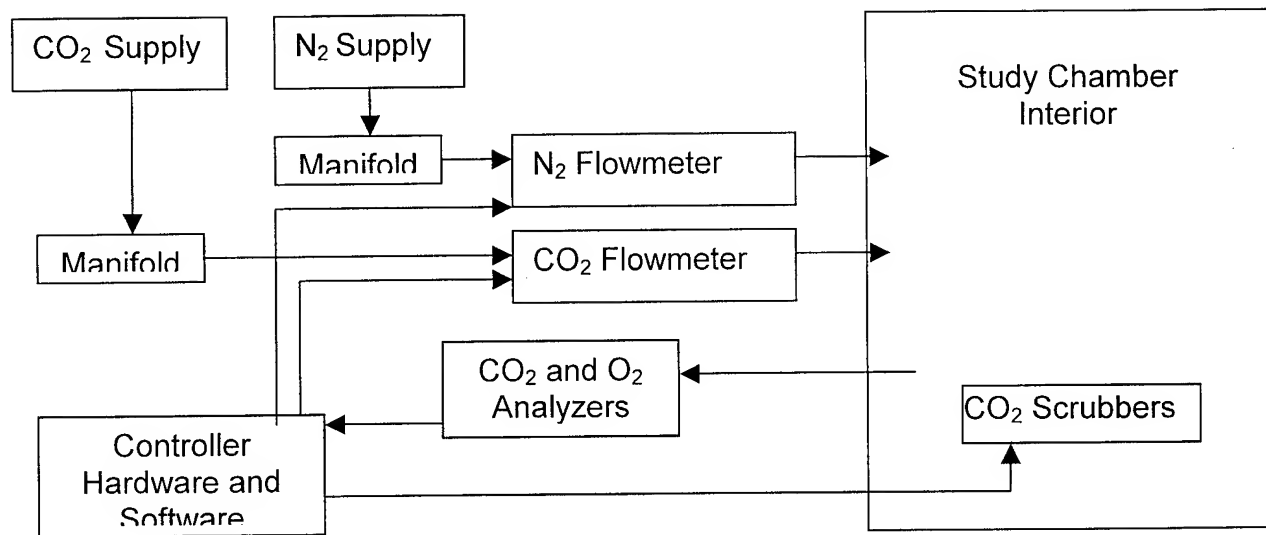 CO₂ Supply
N₂ Supply
Study Chamber
Interior
Manifold
N₂ Flowmeter
Manifold
CO₂ Flowmeter
CO₂ and O₂
Analyzers
CO₂ Scrubbers
Controller
Hardware and
Software